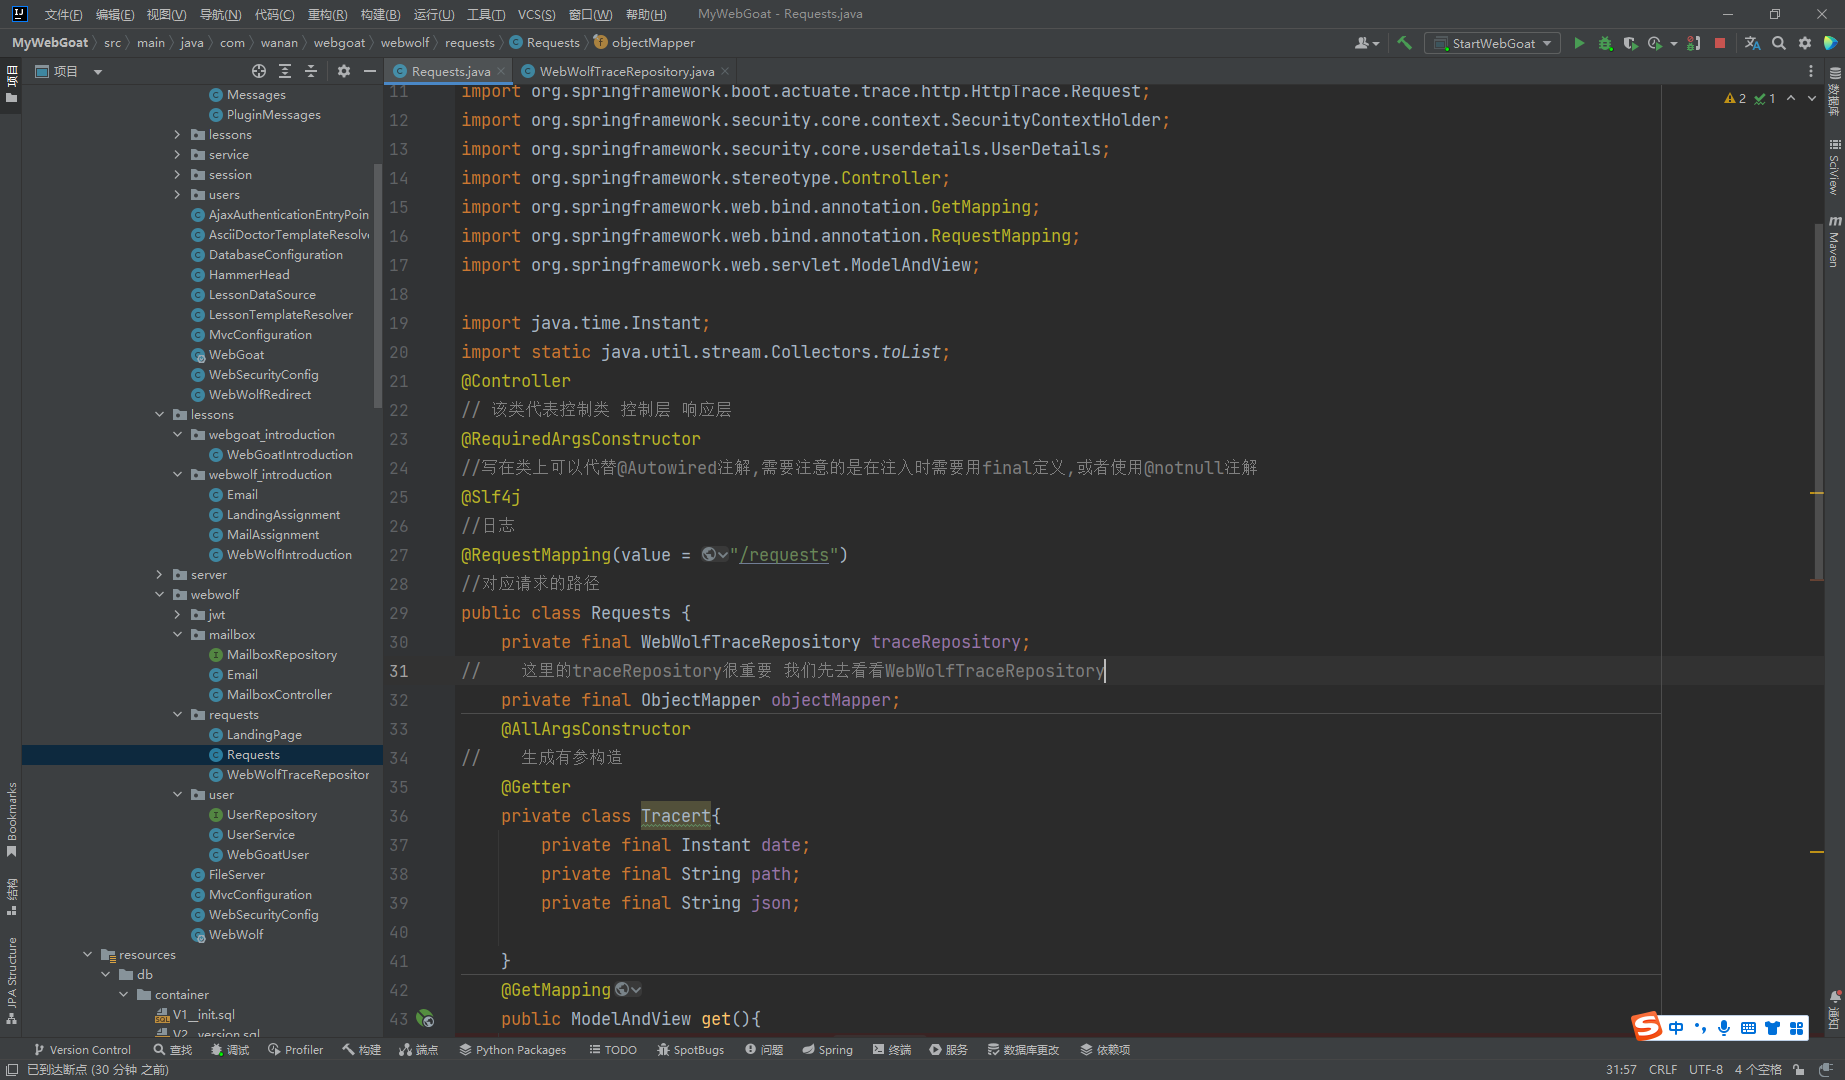 文件(F) 编辑(E) 视图(V) 导航(N) 代码(C) 重构(R) 构建(B) 运行(U) 工具(T) VCS(S) 窗口(W) 帮助(H) MyWebGoat - Requests.java
MyWebGoat src main java com wanan webgoat webwolf requests Requests objectMapper StartWebGoat
项目
项目
Requests.java WebWolfTraceRepository.java
Messages
PluginMessages
lessons
service
session
users
AjaxAuthenticationEntryPoin
AsciiDoctorTemplateResolv
DatabaseConfiguration
HammerHead
LessonDataSource
LessonTemplateResolver
MvcConfiguration
WebGoat
WebSecurityConfig
WebWolfRedirect
lessons
webgoat_introduction
WebGoatIntroduction
webwolf_introduction
Email
LandingAssignment
MailAssignment
WebWolfIntroduction
server
webwolf
jwt
mailbox
MailboxRepository
Email
MailboxController
requests
LandingPage
Requests
WebWolfTraceRepositor
user
UserRepository
UserService
WebGoatUser
FileServer
MvcConfiguration
WebSecurityConfig
WebWolf
resources
db
container
V1__init.sql
V2__version.sql
Bookmarks
结构
JPA Structure
11 import org.springframework.boot.actuate.trace.http.HttpTrace.Request;
12 import org.springframework.security.core.context.SecurityContextHolder;
13 import org.springframework.security.core.userdetails.UserDetails;
14 import org.springframework.stereotype.Controller;
15 import org.springframework.web.bind.annotation.GetMapping;
16 import org.springframework.web.bind.annotation.RequestMapping;
17 import org.springframework.web.servlet.ModelAndView;
18
19 import java.time.Instant;
20 import static java.util.stream.Collectors.toList;
21 @Controller
22 // 该类代表控制类 控制层 响应层
23 @RequiredArgsConstructor
24 //写在类上可以代替@Autowired注解,需要注意的是在注入时需要用final定义,或者使用@notnull注解
25 @Slf4j
26 //日志
27 @RequestMapping(value = "/requests")
28 //对应请求的路径
29 public class Requests {
30 private final WebWolfTraceRepository traceRepository;
31 // 这里的traceRepository很重要 我们先去看看WebWolfTraceRepository
32 private final ObjectMapper objectMapper;
33 @AllArgsConstructor
34 // 生成有参构造
35 @Getter
36 private class Tracert{
37 private final Instant date;
38 private final String path;
39 private final String json;
40
41 }
42 @GetMapping
43 public ModelAndView get(){
2 1
数据库
SciView
m Maven
通知
中
Version Control 查找 调试 Profiler 构建 端点 Python Packages TODO SpotBugs 问题 Spring 终端 服务 数据库更改 依赖项
已到达断点 (30 分钟 之前) 31:57 CRLF UTF-8 4 个空格